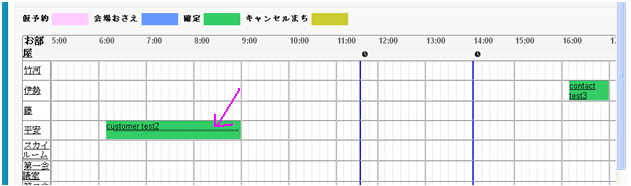 仮予約 会場おさえ 確定 キャンセルまち
お部屋 5:00 6:00 7:00 8:00 9:00 10:00 11:00 12:00 13:00 14:00 15:00 16:00
竹河
伊勢 contact test3
藤
平安 customer test2
スカイルーム
第一会議室